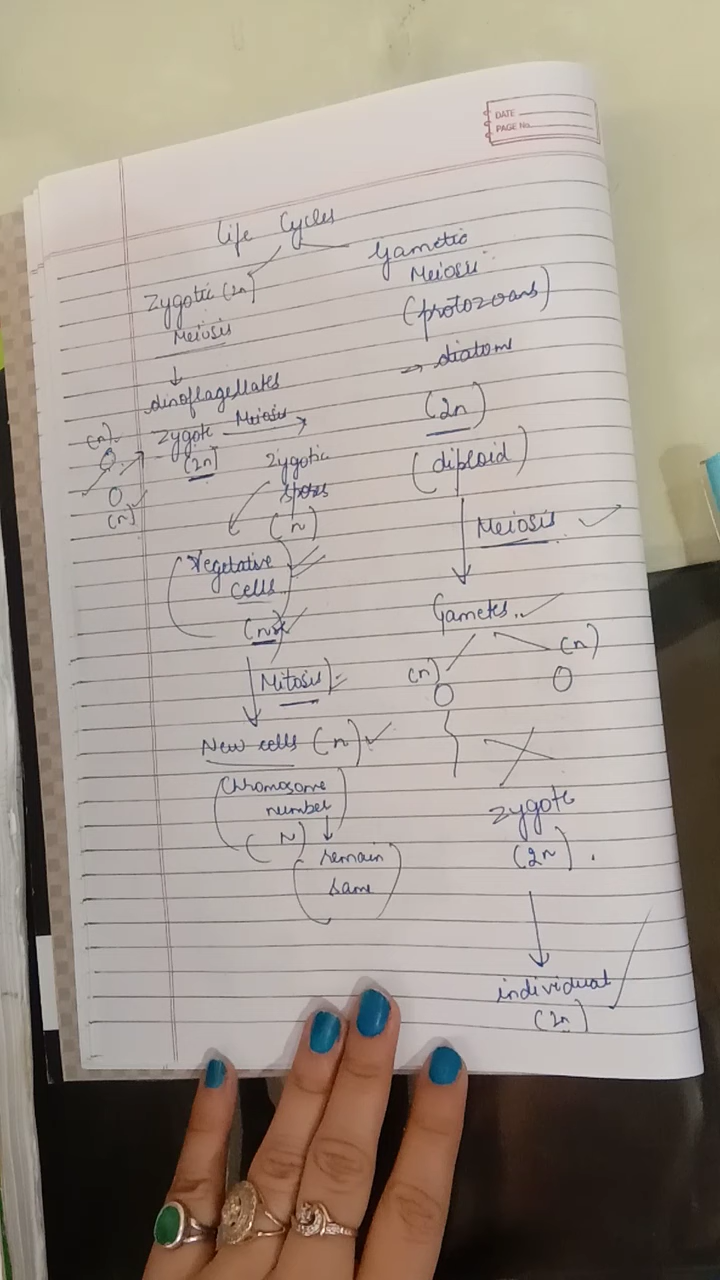 DATE
PAGE No.
Life Cycles
Zygotic (2n)
Meiosis
dinoflagellates
(n)
zygote Meiosis
(2n)
(n)
zygotic
spores
(n)
Vegetative
cells
(n)
Mitosis
New cells (n)
Chromosome
number
(N)
remain
same
Gametic
Meiosis
(protozoans)
→ diatoms
(2n)
(diploid)
Meiosis
Gametes
(n)
(n)
zygote
(2n).
individual
(2n)